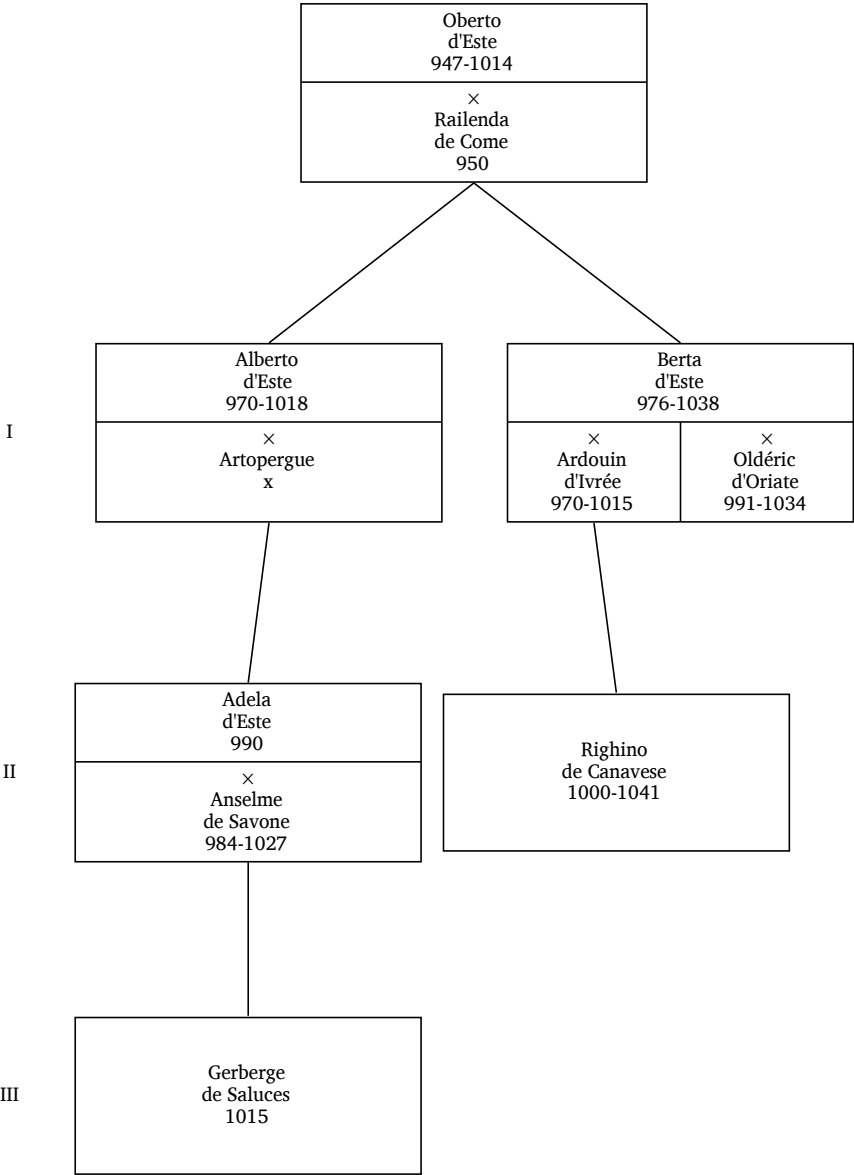 Oberto
d'Este
947-1014
×
Railenda
de Come
950
I
Alberto
d'Este
970-1018
×
Artopergue
x
Berta
d'Este
976-1038
×
Ardouin
d'Ivrée
970-1015
×
Oldéric
d'Oriate
991-1034
II
Adela
d'Este
990
×
Anselme
de Savone
984-1027
Righino
de Canavese
1000-1041
III
Gerberge
de Saluces
1015